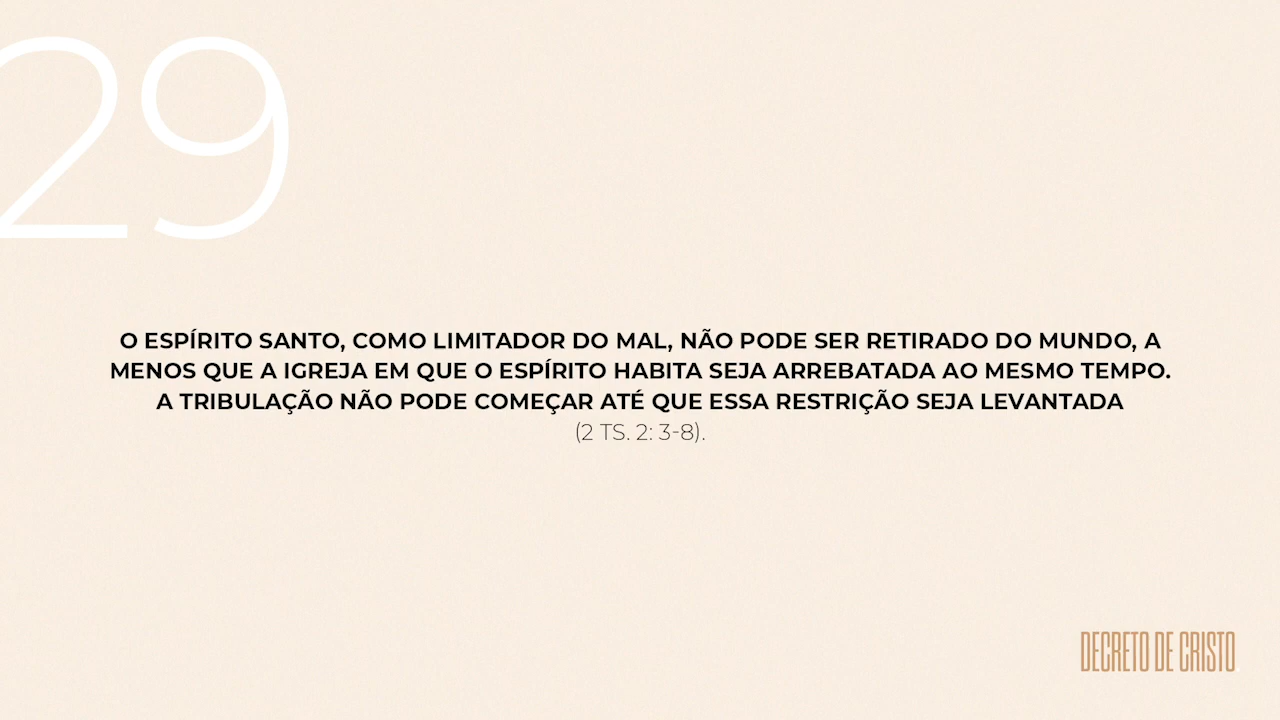 29
O ESPÍRITO SANTO, COMO LIMITADOR DO MAL, NÃO PODE SER RETIRADO DO MUNDO, A
MENOS QUE A IGREJA EM QUE O ESPÍRITO HABITA SEJA ARREBATADA AO MESMO TEMPO.
A TRIBULAÇÃO NÃO PODE COMEÇAR ATÉ QUE ESSA RESTRIÇÃO SEJA LEVANTADA
(2 TS. 2: 3-8).
DECRETO DE CRISTO